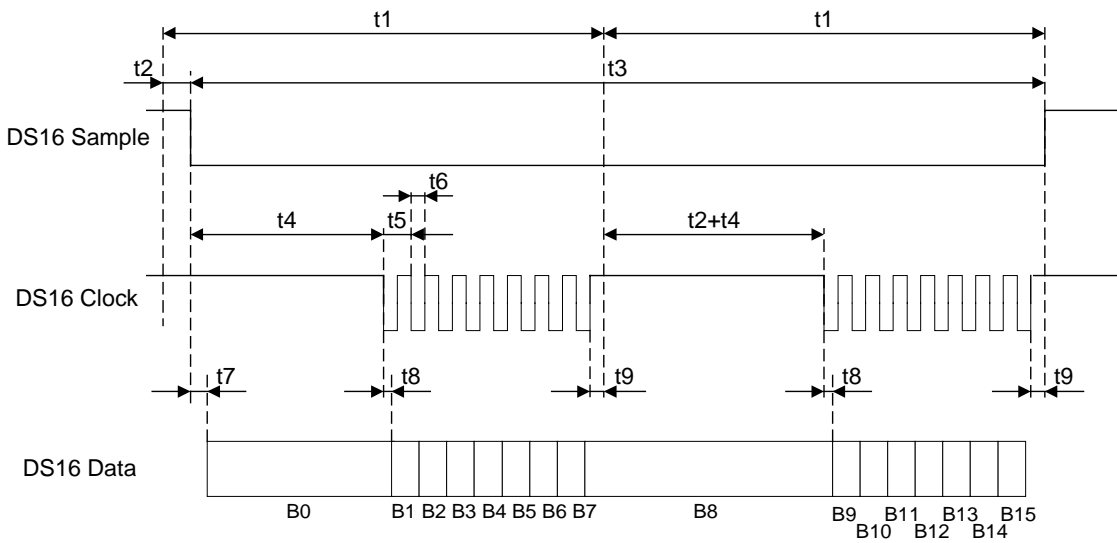 t1 t1
t2 t3
DS16 Sample
t6
t4 t5 t2+t4
DS16 Clock
t7 t8 t9 t8 t9
DS16 Data
B0 B1 B2 B3 B4 B5 B6 B7 B8 B9 B11 B13 B15
B10 B12 B14